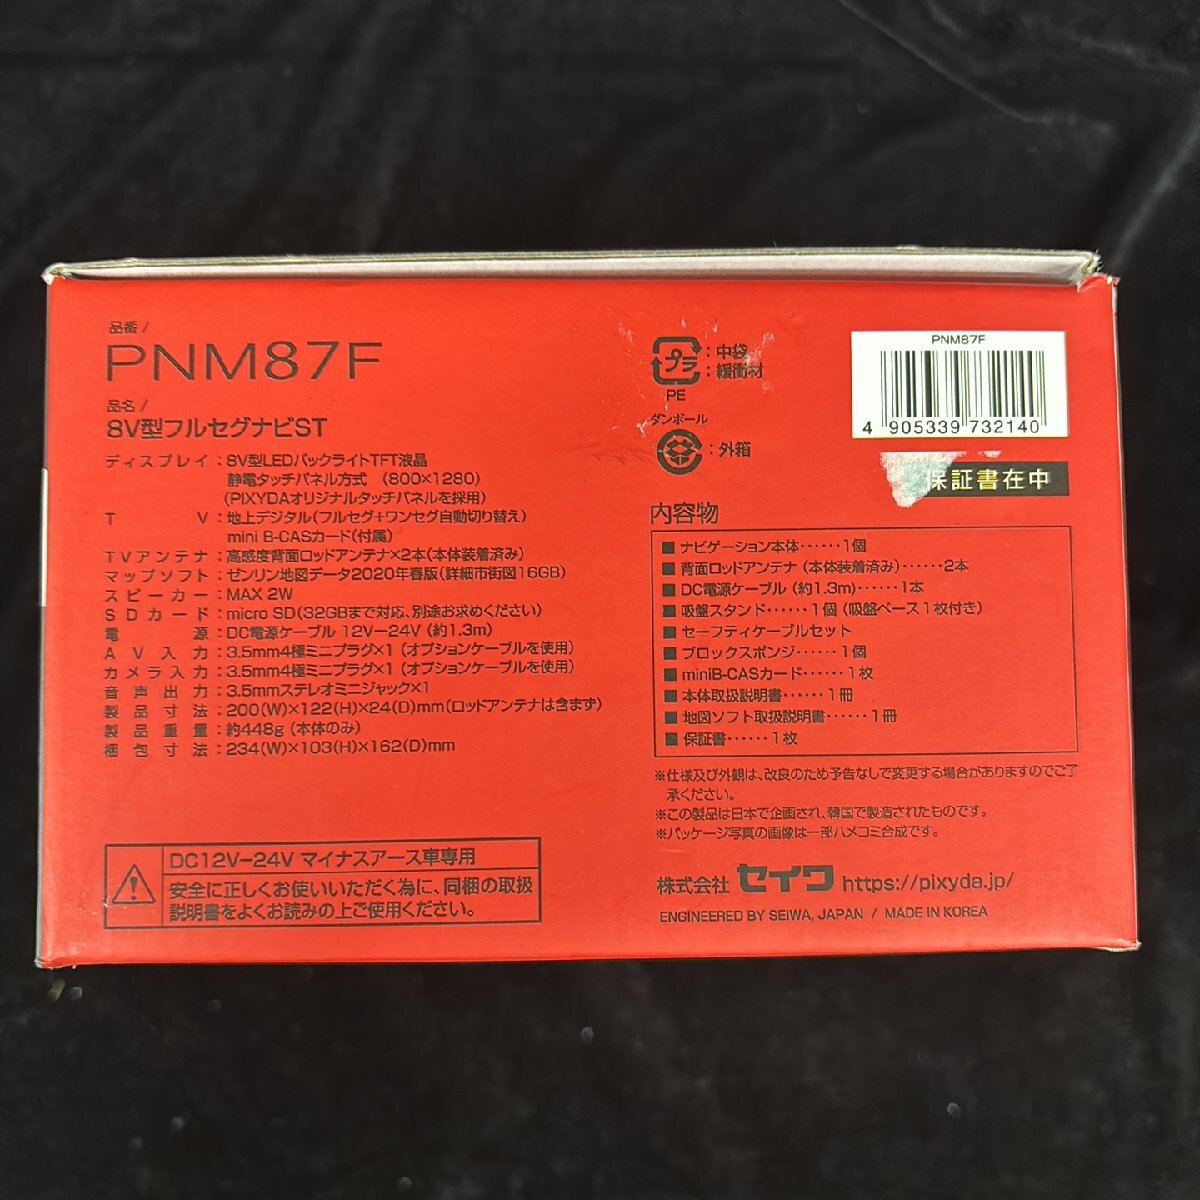 品番/
PNM87F
品名/
8V型フルセグナビST
ディスプレイ：8V型LEDバックライトTFT液晶
静電タッチパネル方式 (800×1280)
(PIXYDAオリジナルタッチパネルを採用)
TV：地上デジタル(フルセグ+ワンセグ自動切り替え)
mini B-CASカード(付属)
TVアンテナ：高感度背面ロッドアンテナ×2本(本体装着済み)
マップソフト：ゼンリン地図データ2020年春版(詳細市街図16GB)
スピーカー：MAX 2W
SDカード：micro SD(32GBまで対応、別途お求めください)
電源：DC電源ケーブル 12V-24V (約1.3m)
AV入力：3.5mm4極ミニプラグ×1 (オプションケーブルを使用)
カメラ入力：3.5mm4極ミニプラグ×1 (オプションケーブルを使用)
音声出力：3.5mmステレオミニジャック×1
製品寸法：200(W)×122(H)×24(D)mm(ロッドアンテナは含まず)
製品重量：約448g (本体のみ)
梱包寸法：234(W)×103(H)×162(D)mm
DC12V-24V マイナスアース車専用
安全に正しくお使いいただく為に、同梱の取扱
説明書をよくお読みの上ご使用ください。
プラ
：中袋
：緩衝材
PE
ダンボール
：外箱
PNM87F
4 905339 732140
保証書在中
内容物
■ ナビゲーション本体・・・・・・1個
■ 背面ロッドアンテナ (本体装着済み)・・・・・・2本
■ DC電源ケーブル (約1.3m)・・・・・・1本
■ 吸盤スタンド・・・・・・1個 (吸盤ベース1枚付き)
■ セーフティケーブルセット
■ ブロックスポンジ・・・・・・1個
■ miniB-CASカード・・・・・・1枚
■ 本体取扱説明書・・・・・・1冊
■ 地図ソフト取扱説明書・・・・・・1冊
■ 保証書・・・・・・1枚
※仕様及び外観は、改良のため予告なしで変更する場合がありますのでご了
承ください。
※この製品は日本で企画され、韓国で製造されたものです。
※パッケージ写真の画像は一部ハメコミ合成です。
株式会社 セイワ https://pixyda.jp/
ENGINEERED BY SEIWA, JAPAN / MADE IN KOREA